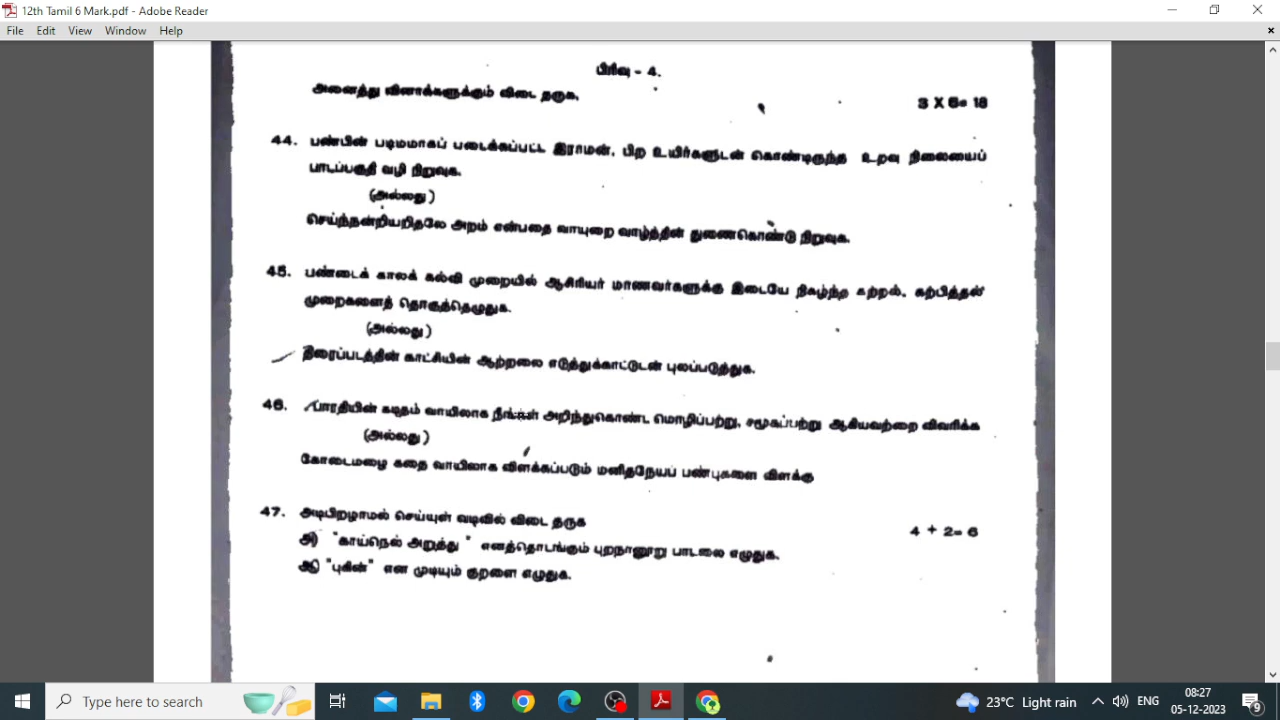 12th Tamil 6 Mark.pdf - Adobe Reader
File Edit View Window Help
பிரிவு - 4.
அனைத்து வினாக்களுக்கும் விடை தருக.
3 X 6= 18
44. பண்பின் படிமமாகப் படைக்கப்பட்ட இராமன், பிற உயிர்களுடன் கொண்டிருந்த உறவு நிலையைப்
பாடப்பகுதி வழி நிறுவுக.
(அல்லது)
செய்ந்நன்றியறிதலே அறம் என்பதை வாயுறை வாழ்த்தின் துணைகொண்டு நிறுவுக.
45. பண்டைக் காலக் கல்வி முறையில் ஆசிரியர் மாணவர்களுக்கு இடையே நிகழ்ந்த கற்றல், கற்பித்தல்
முறைகளைத் தொகுத்தெழுதுக.
(அல்லது)
திரைப்படத்தின் காட்சியின் ஆற்றலை எடுத்துக்காட்டுடன் புலப்படுத்துக.
46. பாரதியின் கடிதம் வாயிலாக நீங்கள் அறிந்துகொண்ட மொழிப்பற்று, சமூகப்பற்று ஆகியவற்றை விவரிக்க
(அல்லது)
கோடைமழை கதை வாயிலாக விளக்கப்படும் மனிதநேயப் பண்புகளை விளக்கு
47. அடிபிறழாமல் செய்யுள் வடிவில் விடை தருக
4 + 2= 6
அ) "காய்நெல் அறுத்து " எனத்தொடங்கும் புறநானூறு பாடலை எழுதுக.
ஆ) "புகின்" என முடியும் குறளை எழுதுக.
Type here to search
23°C Light rain
ENG
08:27
05-12-2023
9